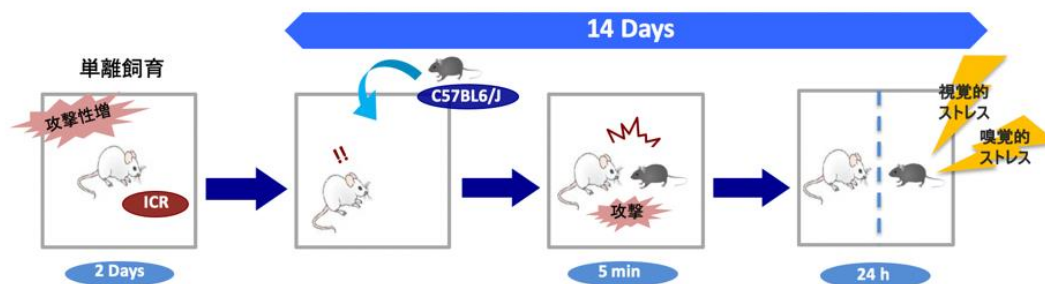 14 Days
単離飼育
攻撃性増
ICR
2 Days
C57BL6/J
!!
攻撃
5 min
視覚的
ストレス
嗅覚的
ストレス
24 h